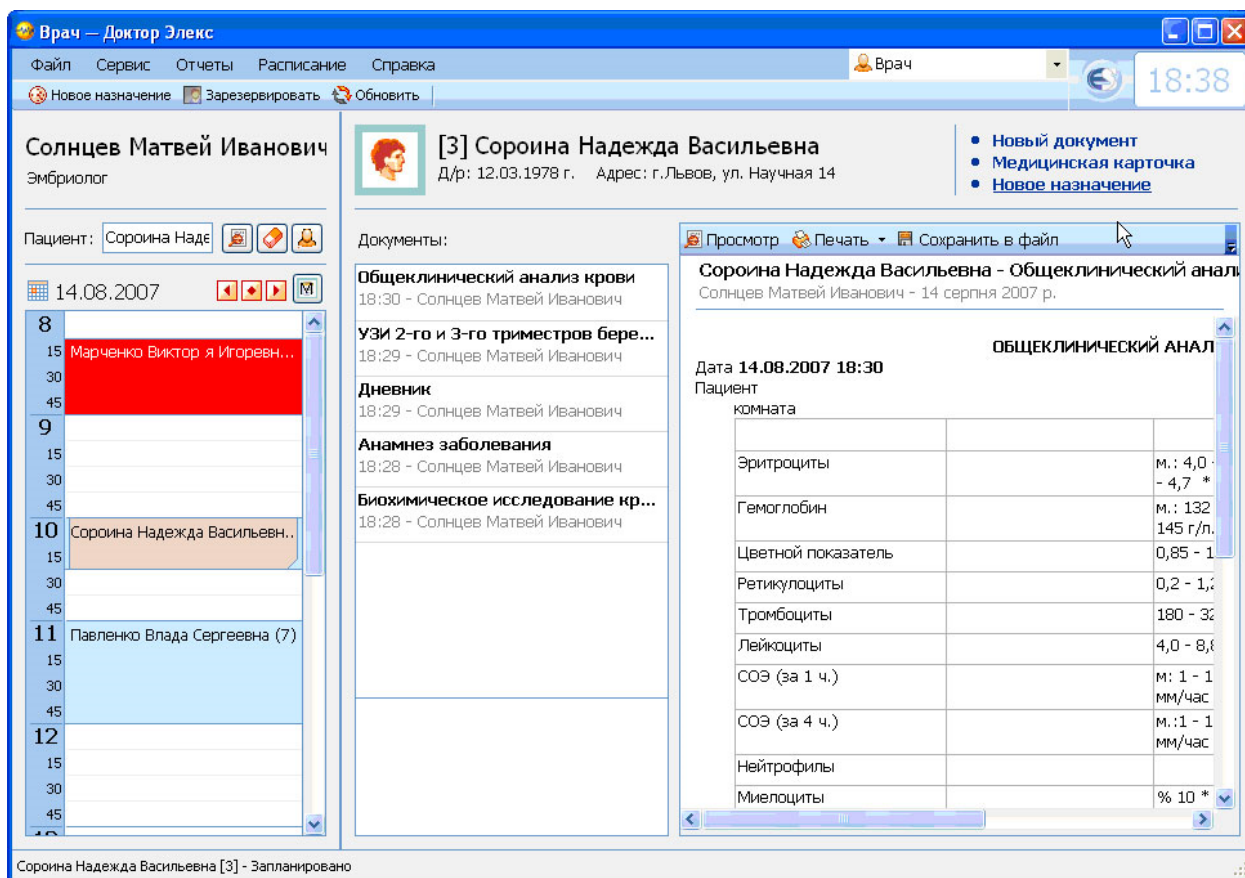 Врач — Доктор Элекс
Файл Сервис Отчеты Расписание Справка Врач 18:38
Новое назначение Зарезервировать Обновить
Солнцев Матвей Иванович
Эмбриолог
[3] Сороина Надежда Васильевна
Д/р: 12.03.1978 г. Адрес: г.Львов, ул. Научная 14
Новый документ
Медицинская карточка
Новое назначение
Пациент: Сороина Наде
14.08.2007
8
15 Марченко Виктор я Игоревн...
30
45
9
15
30
45
10 Сороина Надежда Васильевн..
15
30
45
11 Павленко Влада Сергеевна (7)
15
30
45
12
15
30
45
Документы:
Общеклинический анализ крови
18:30 - Солнцев Матвей Иванович
УЗИ 2-го и 3-го триместров бере...
18:29 - Солнцев Матвей Иванович
Дневник
18:29 - Солнцев Матвей Иванович
Анамнез заболевания
18:28 - Солнцев Матвей Иванович
Биохимическое исследование кр...
18:28 - Солнцев Матвей Иванович
Просмотр Печать Сохранить в файл
Сороина Надежда Васильевна - Общеклинический анал
Солнцев Матвей Иванович - 14 серпня 2007 р.
ОБЩЕКЛИНИЧЕСКИЙ АНАЛ
Дата 14.08.2007 18:30
Пациент
комната
Эритроциты м.: 4,0 -
- 4,7 *
Гемоглобин м.: 132
145 г/л.
Цветной показатель 0,85 - 1
Ретикулоциты 0,2 - 1,2
Тромбоциты 180 - 32
Лейкоциты 4,0 - 8,8
СОЭ (за 1 ч.) м: 1 - 1
мм/час
СОЭ (за 4 ч.) м.:1 - 1
мм/час
Нейтрофилы
Миелоциты % 10 *
Сороина Надежда Васильевна [3] - Запланировано